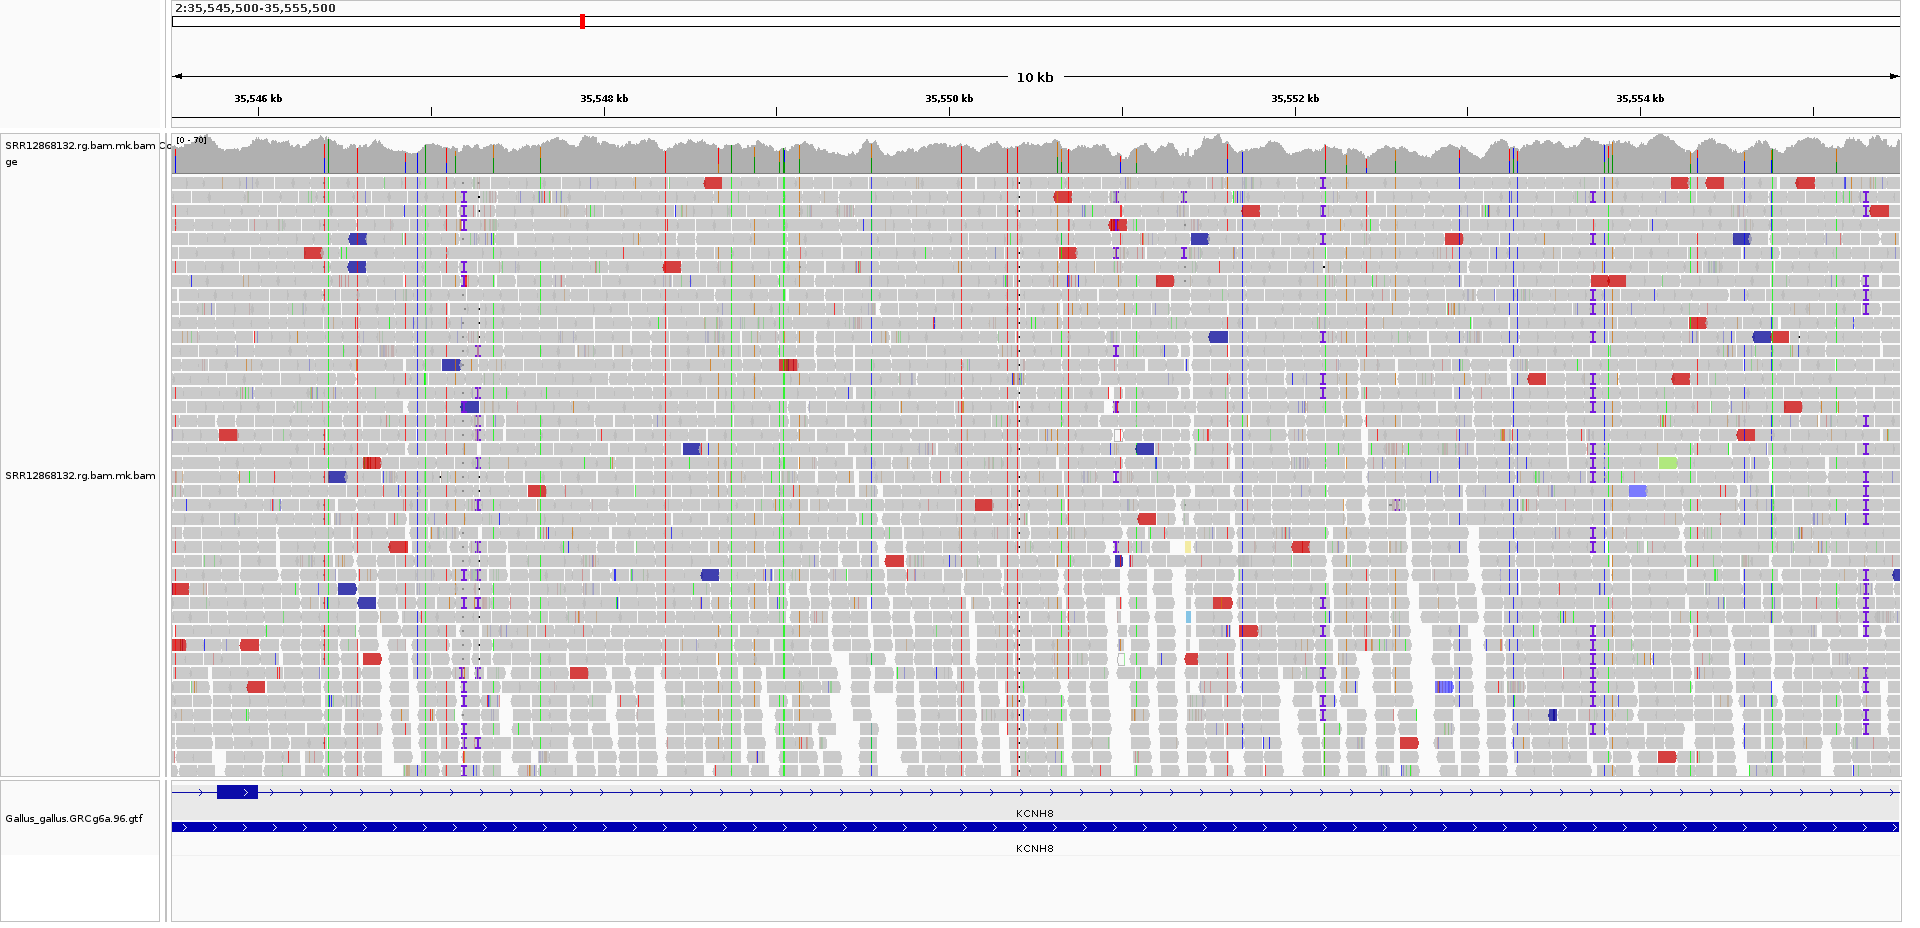 2:35,545,500-35,555,500
10 kb
35,546 kb
35,548 kb
35,550 kb
35,552 kb
35,554 kb
SRR12868132.rg.bam.mk.bam Co
ge
[0 - 70]
SRR12868132.rg.bam.mk.bam
Gallus_gallus.GRCg6a.96.gtf
KCNH8
KCNH8